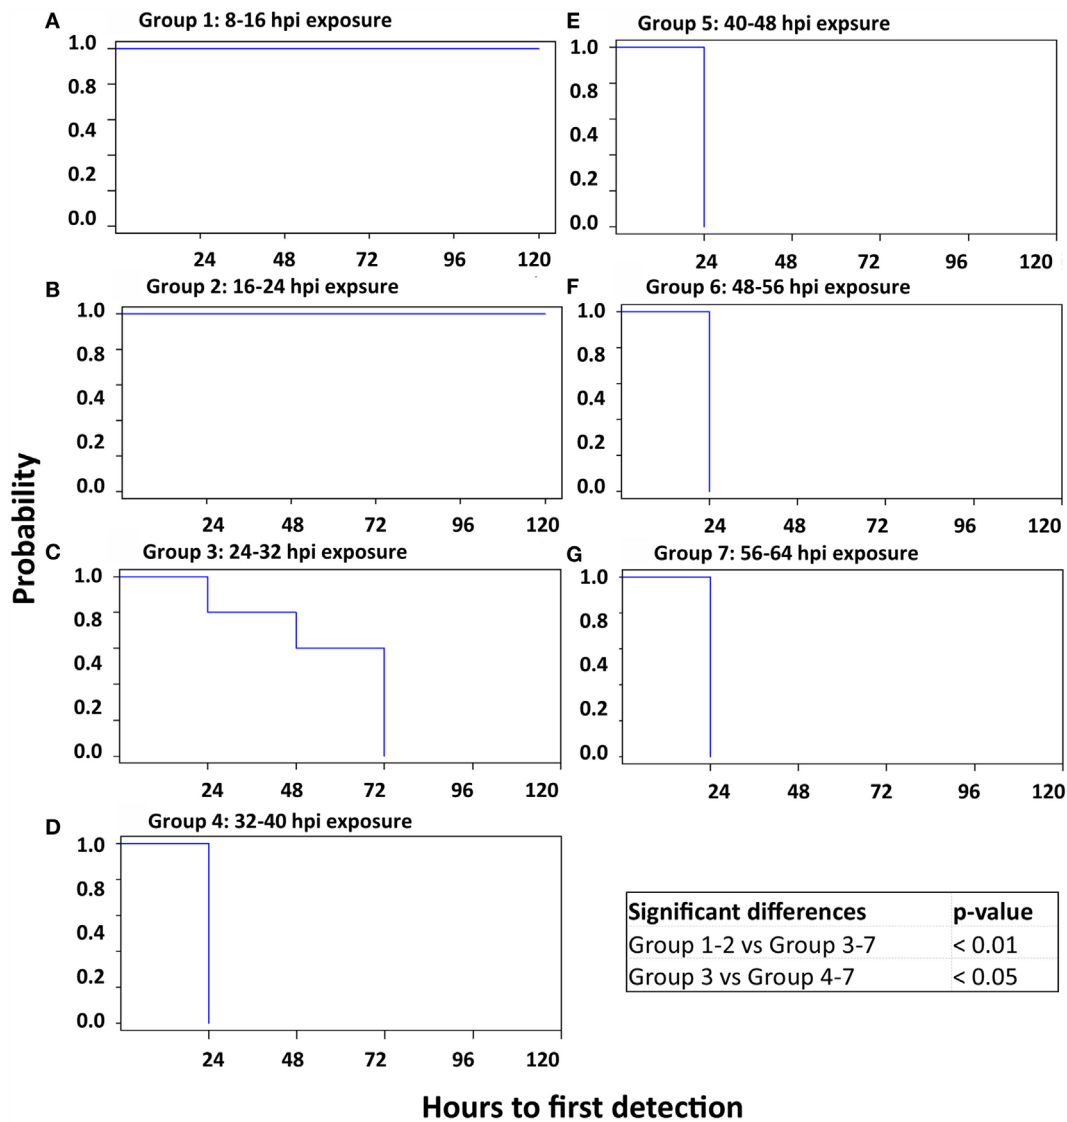 A
Group 1: 8-16 hpi exposure
1.0
0.8
0.4
0.2
0.0
24 48 72 96 120
B
Group 2: 16-24 hpi expsure
1.0
0.8
0.4
0.2
0.0
24 48 72 96 120
C
Group 3: 24-32 hpi exposure
1.0
0.8
0.4
0.2
0.0
24 48 72 96 120
D
Group 4: 32-40 hpi exposure
1.0
0.8
0.4
0.2
0.0
24 48 72 96 120
E
Group 5: 40-48 hpi expsure
1.0
0.8
0.4
0.2
0.0
24 48 72 96 120
F
Group 6: 48-56 hpi exposure
1.0
0.8
0.4
0.2
0.0
24 48 72 96 120
G
Group 7: 56-64 hpi exposure
1.0
0.8
0.4
0.2
0.0
24 48 72 96 120
Significant differences p-value
Group 1-2 vs Group 3-7 < 0.01
Group 3 vs Group 4-7 < 0.05
Probability
Hours to first detection